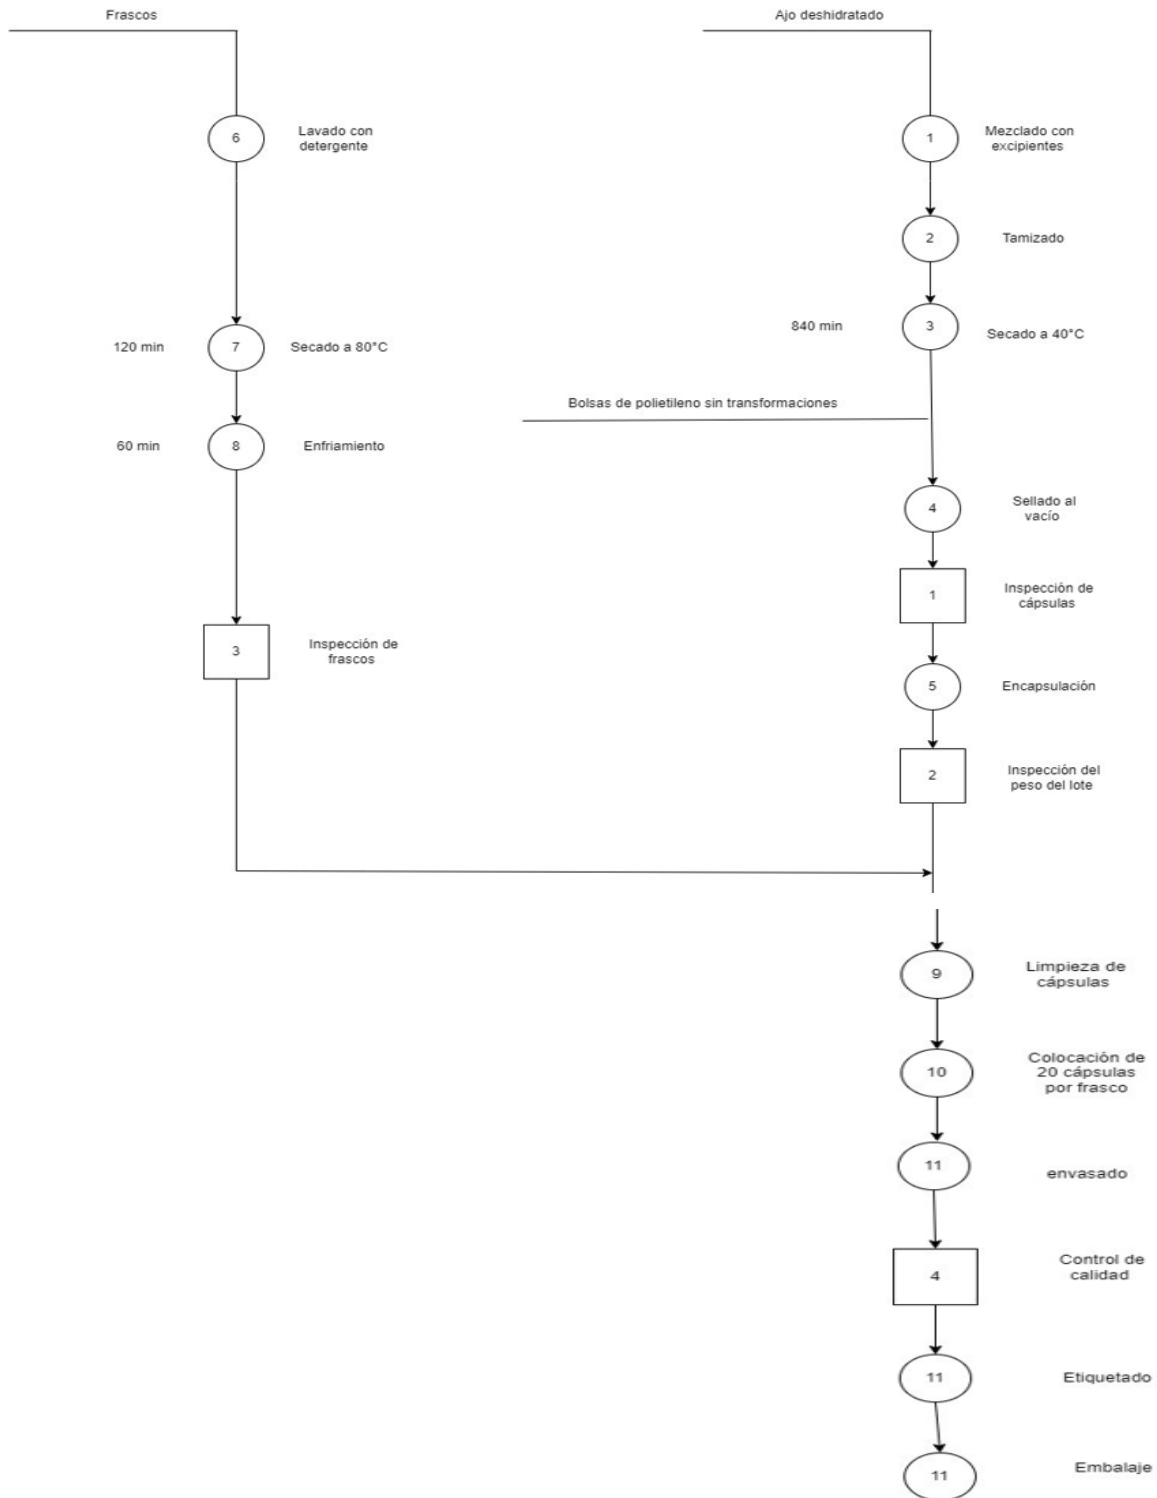 Frascos
Ajo deshidratado
6
Lavado con
detergente
1
Mezclado con
excipientes
2
Tamizado
120 min
7
Secado a 80°C
840 min
3
Secado a 40°C
Bolsas de polietileno sin transformaciones
60 min
8
Enfriamiento
4
Sellado al
vacío
1
Inspección de
cápsulas
3
Inspección de
frascos
5
Encapsulación
2
Inspección del
peso del lote
9
Limpieza de
cápsulas
10
Colocación de
20 cápsulas
por frasco
11
envasado
4
Control de
calidad
11
Etiquetado
11
Embalaje